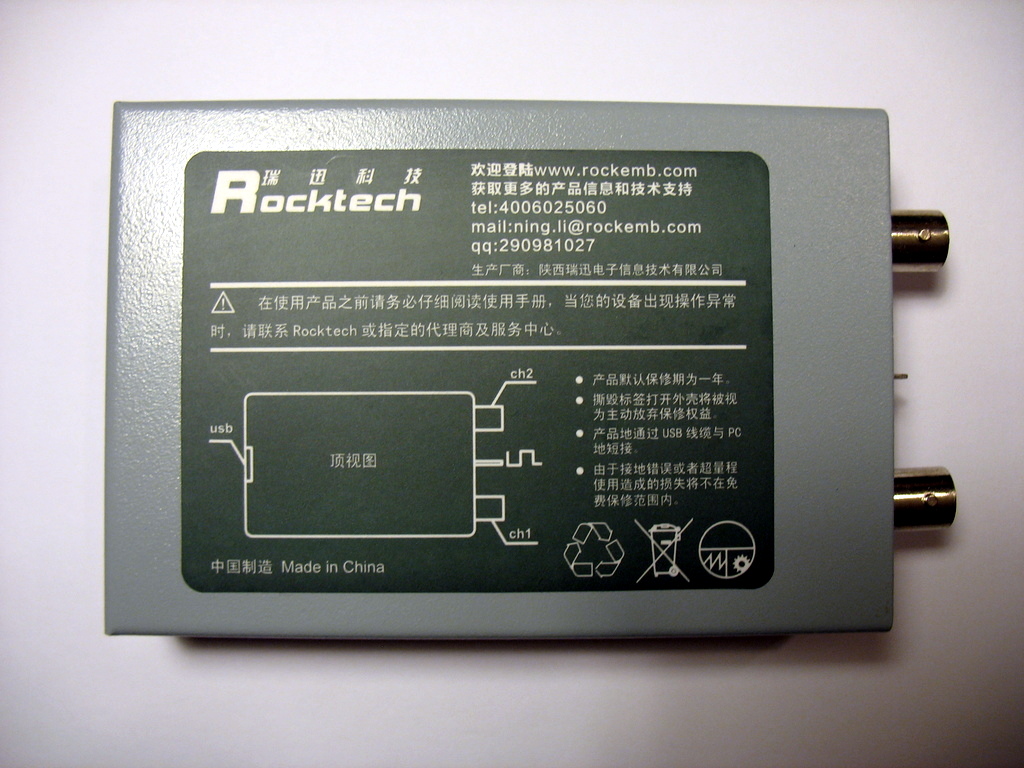 瑞迅科技
Rocktech
欢迎登陆www.rockemb.com
获取更多的产品信息和技术支持
tel:4006025060
mail:ning.li@rockemb.com
qq:290981027
生产厂商：陕西瑞迅电子信息技术有限公司
在使用产品之前请务必仔细阅读使用手册，当您的设备出现操作异常
时，请联系 Rocktech 或指定的代理商及服务中心。
ch2
usb
顶视图
ch1
● 产品默认保修期为一年。
● 撕毁标签打开外壳将被视
为主动放弃保修权益。
● 产品地通过 USB 线缆与 PC
地短接。
● 由于接地错误或者超量程
使用造成的损失将不在免
费保修范围内。
中国制造 Made in China